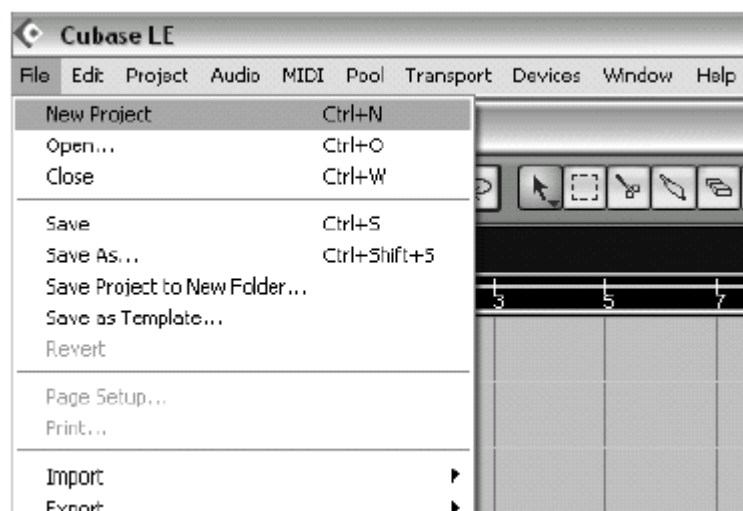 Cubase LE
File Edit Project Audio MIDI Pool Transport Devices Window Help
New Project Ctrl+N
Open... Ctrl+O
Close Ctrl+W
Save Ctrl+S
Save As... Ctrl+Shift+S
Save Project to New Folder...
3 5 7
Save as Template...
Revert
Page Setup...
Print...
Import
Export